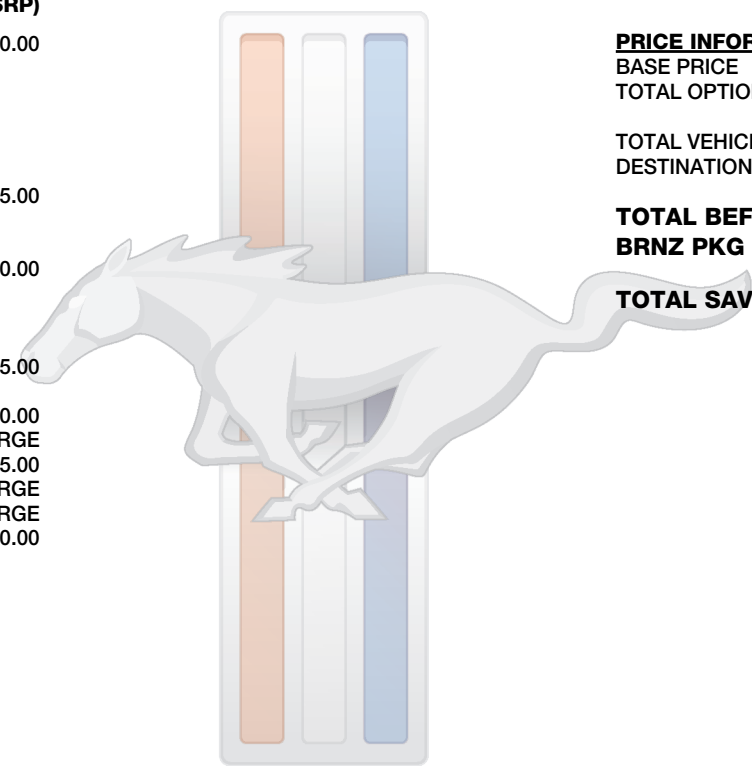 SRP)
0.00
5.00
0.00
5.00
0.00
RGE
5.00
RGE
RGE
0.00
PRICE INFOR
BASE PRICE
TOTAL OPTIO
TOTAL VEHICL
DESTINATION
TOTAL BEF
BRNZ PKG
TOTAL SAV